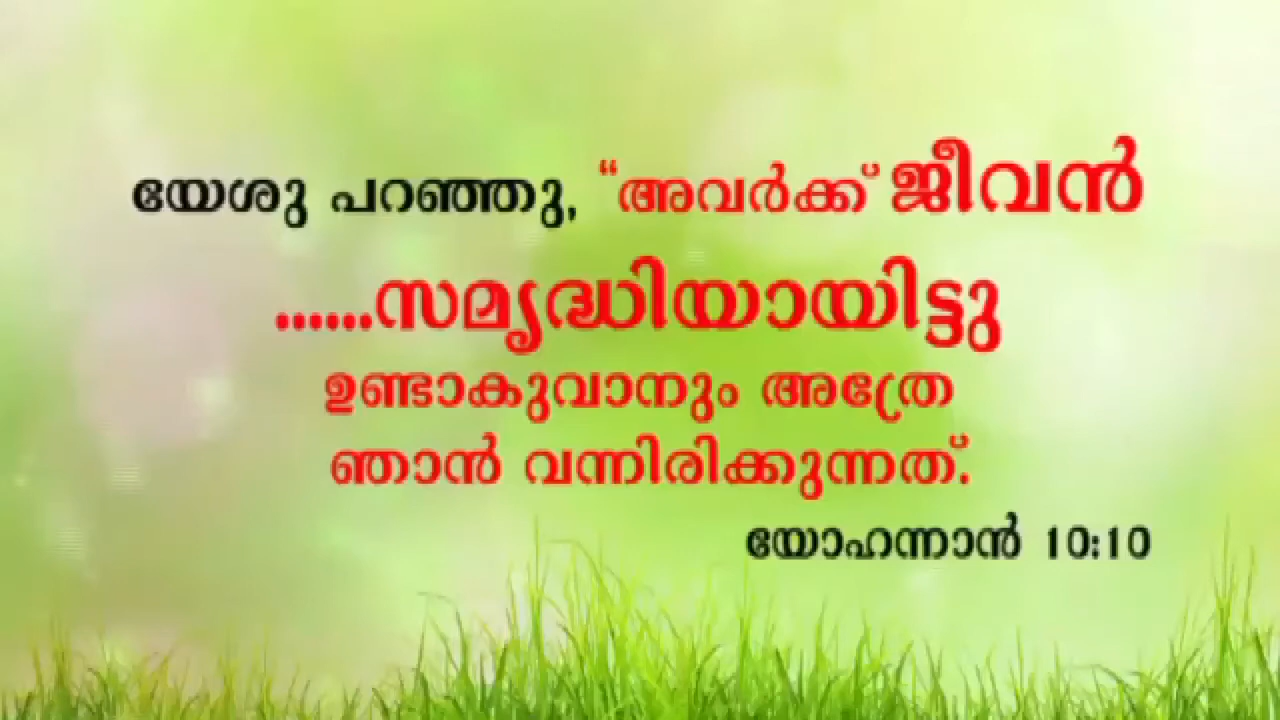 യേശു പറഞ്ഞു, “അവർക്ക് ജീവൻ
......സമൃദ്ധിയായിട്ടു
ഉണ്ടാകുവാനും അത്രേ
ഞാൻ വന്നിരിക്കുന്നത്.
യോഹന്നാൻ 10:10